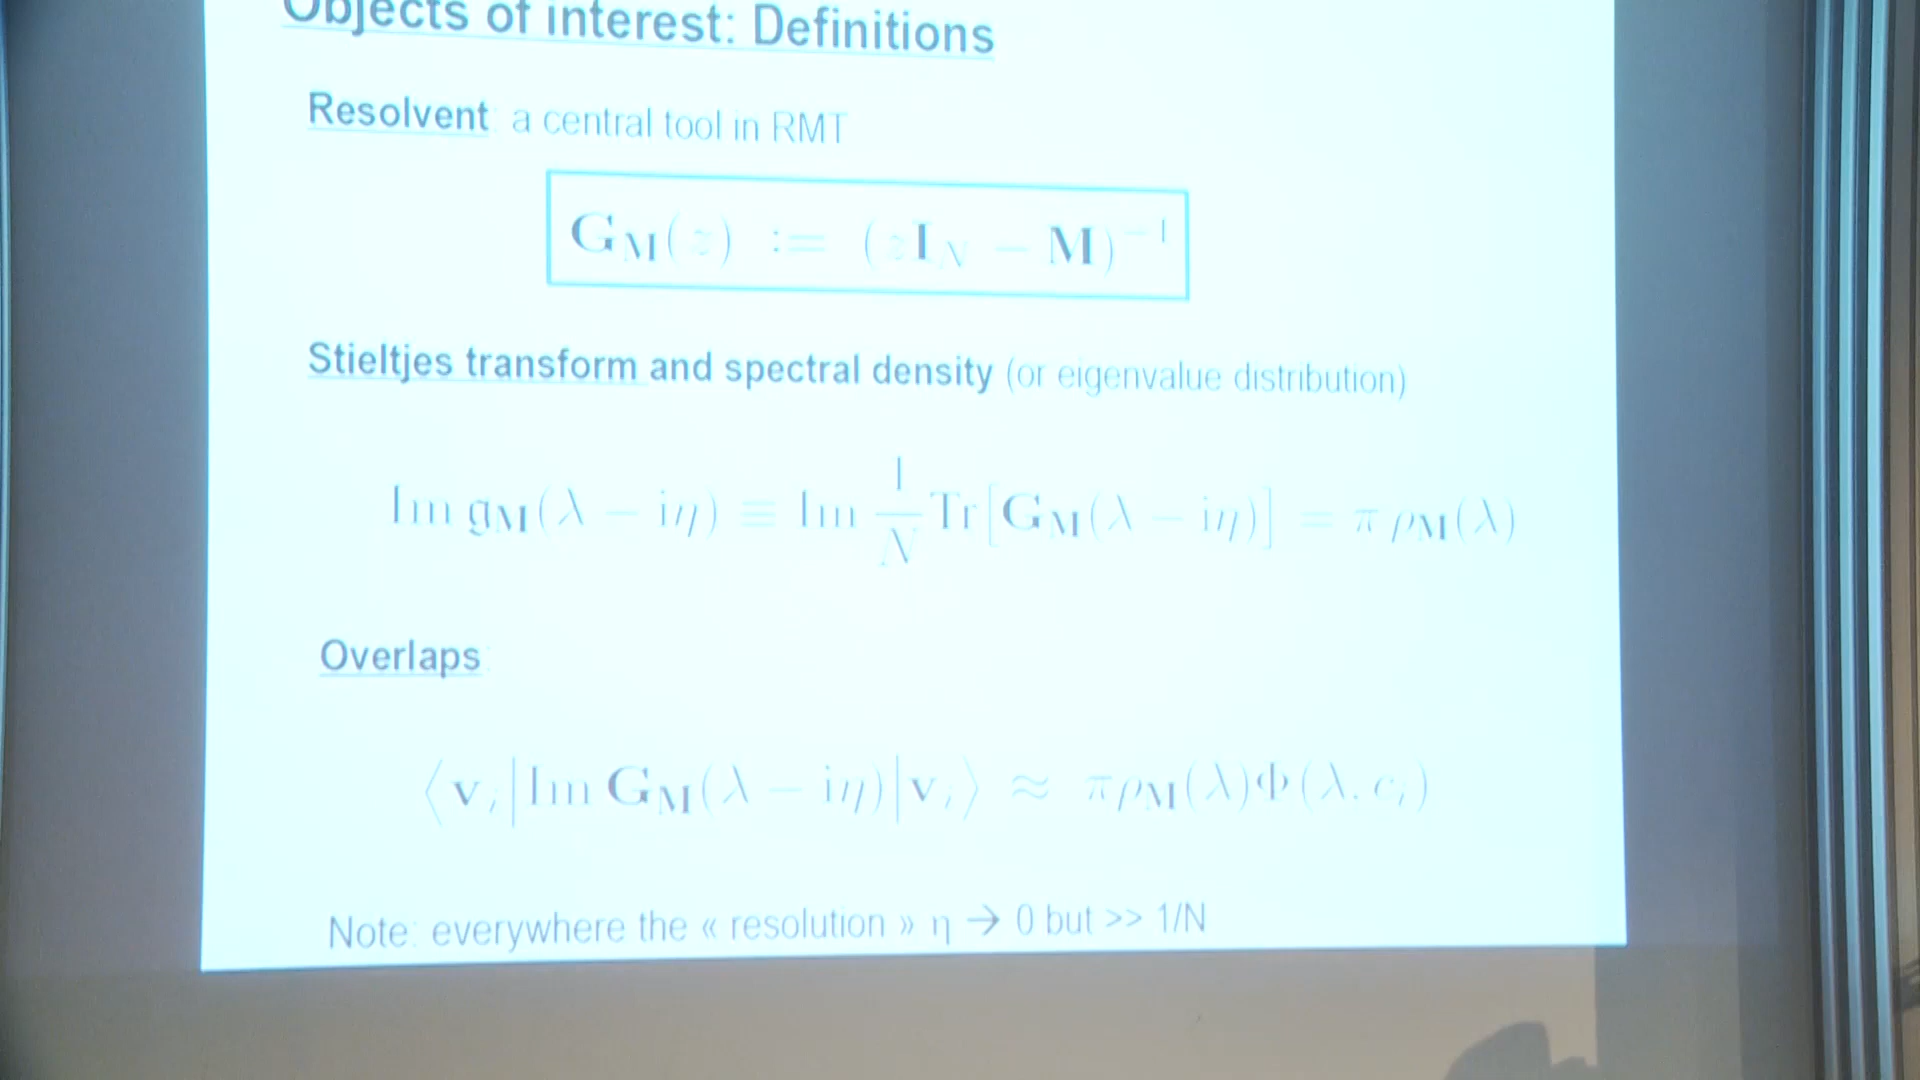 Objects of interest: Definitions
Resolvent: a central tool in RMT
G_M(z) := (zI_N − M)^{−1}
Stieltjes transform and spectral density (or eigenvalue distribution)
Im g_M(λ − iη) ≡ Im 1/N Tr[G_M(λ − iη)] = π ρ_M(λ)
Overlaps:
⟨v_i|Im G_M(λ − iη)|v_i⟩ ≈ πρ_M(λ)Φ(λ, c_i)
Note: everywhere the « resolution » η → 0 but >> 1/N